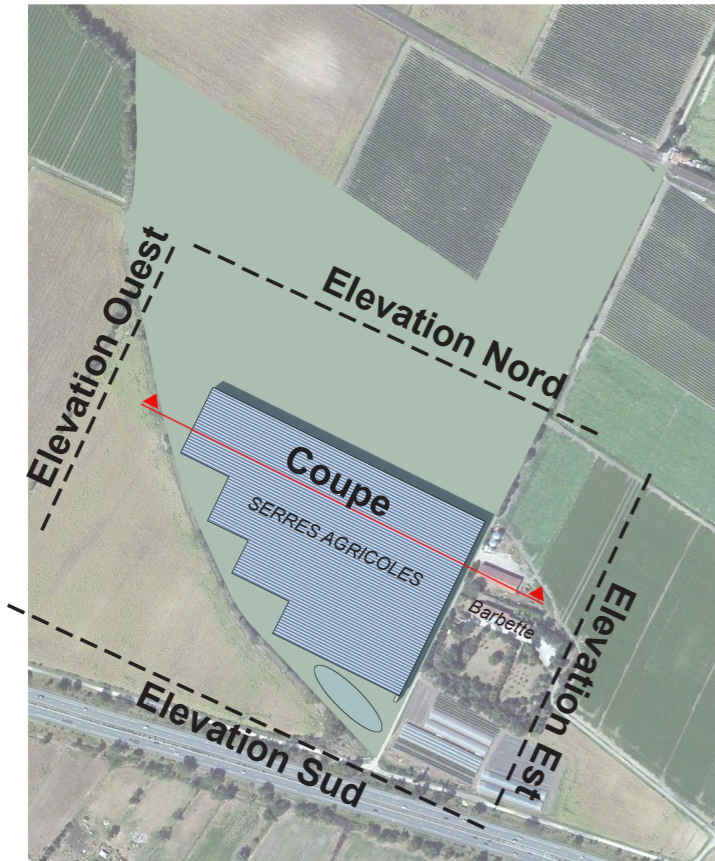 Elevation Ouest
Elevation Nord
Coupe
SERRES AGRICOLES
Barbette
Elevation Est
Elevation Sud